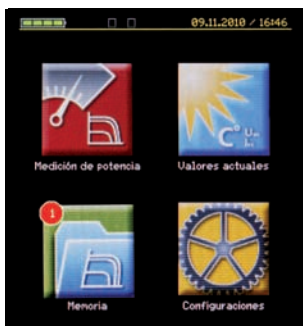 09.11.2010 / 16:46
Medición de potencia
Valores actuales
1
Memoria
Configuraciones